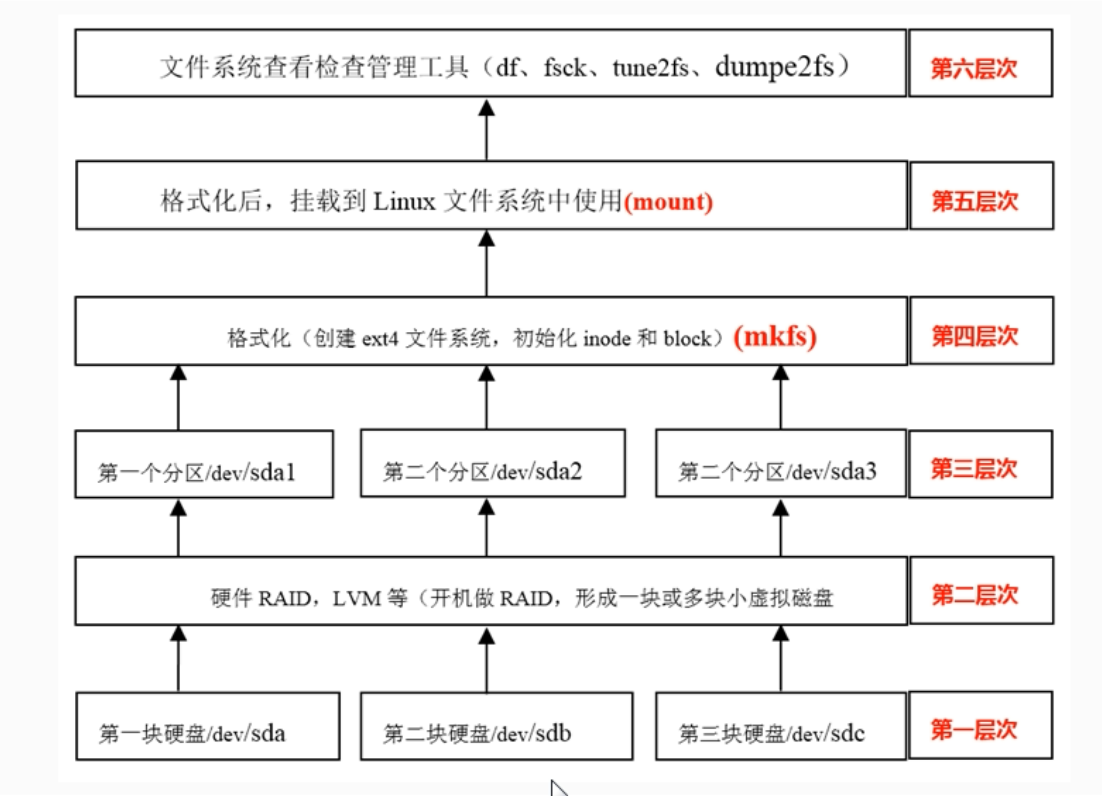 文件系统查看检查管理工具（df、fsck、tune2fs、dumpe2fs） 第六层次
格式化后，挂载到 Linux 文件系统中使用(mount) 第五层次
格式化（创建 ext4 文件系统，初始化 inode 和 block）(mkfs) 第四层次
第一个分区/dev/sda1 第二个分区/dev/sda2 第二个分区/dev/sda3 第三层次
硬件 RAID，LVM 等（开机做 RAID，形成一块或多块小虚拟磁盘 第二层次
第一块硬盘/dev/sda 第二块硬盘/dev/sdb 第三块硬盘/dev/sdc 第一层次